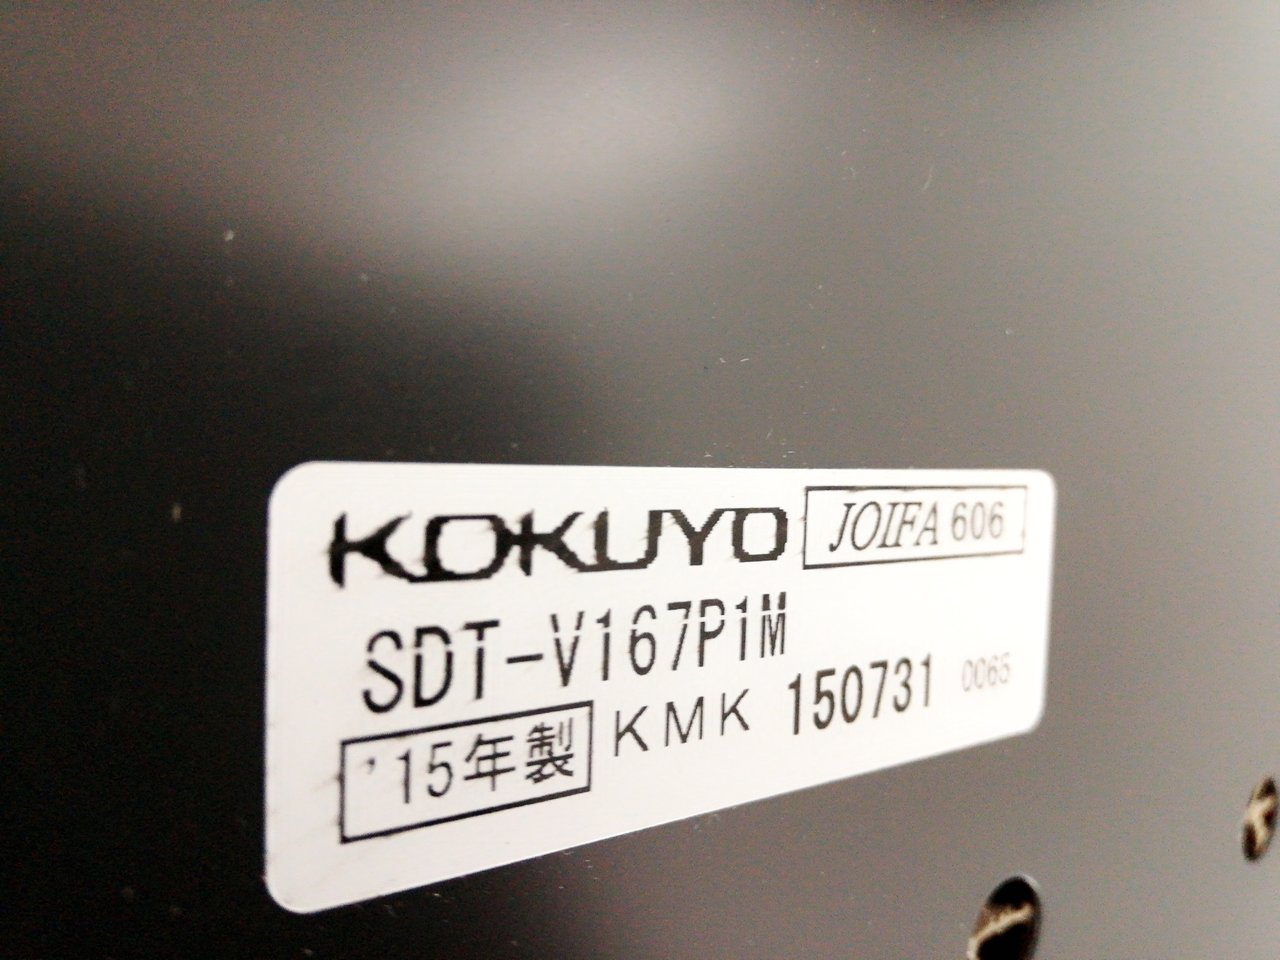 KOKUYO JOIFA 606
SDT-V167P1M
'15年製 KMK 150731 0065